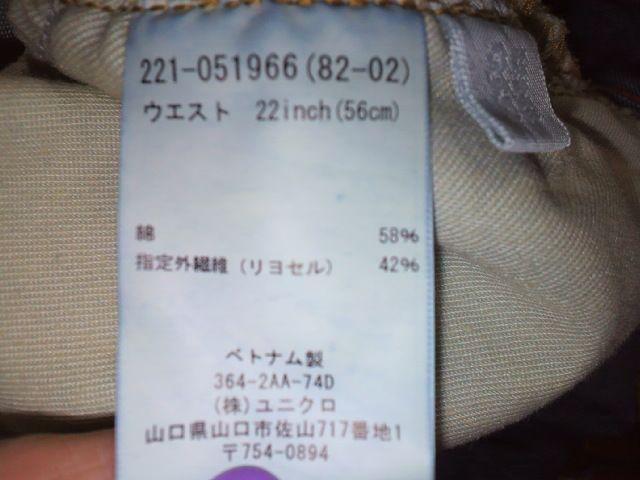 221-051966(82-02)
ウエスト 22inch(56cm)
綿 58%
指定外繊維(リヨセル) 42%
ベトナム製
364-2AA-74D
(株)ユニクロ
山口県山口市佐山717番地1
〒754-0894